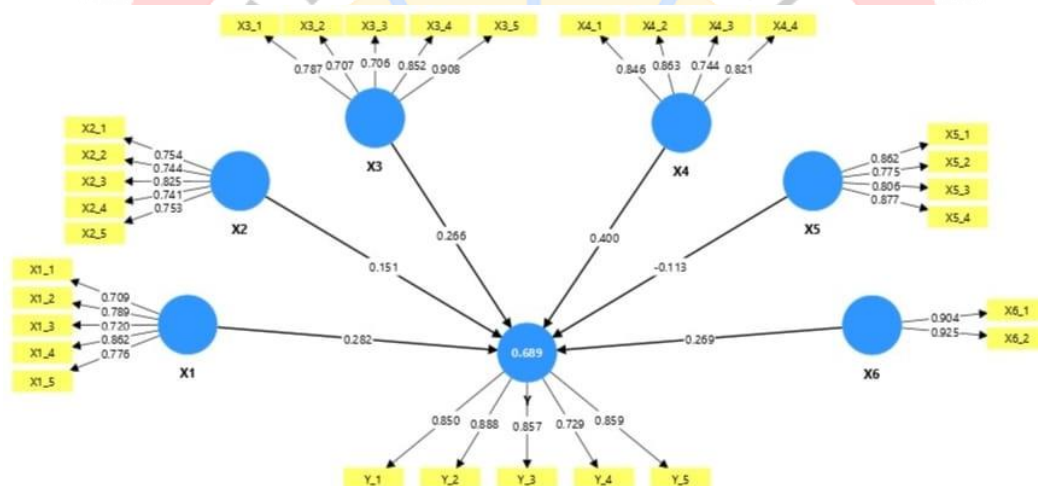 X3_1 X3_2 X3_3 X3_4 X3_5
X4_1 X4_2 X4_3 X4_4
0.787 0.707 0.706 0.852 0.908
0.846 0.863 0.744 0.821
X3
X4
X2_1
X2_2
X2_3
X2_4
X2_5
0.754
0.744
0.825
0.741
0.753
X2
X5_1
X5_2
X5_3
X5_4
0.862
0.775
0.806
0.877
X5
0.266
0.400
0.151
-0.113
X1_1
X1_2
X1_3
X1_4
X1_5
0.709
0.789
0.720
0.862
0.776
X1
0.282
0.689
0.269
X6_1
X6_2
0.904
0.925
X6
Y
0.850 0.888 0.857 0.729 0.859
Y_1 Y_2 Y_3 Y_4 Y_5